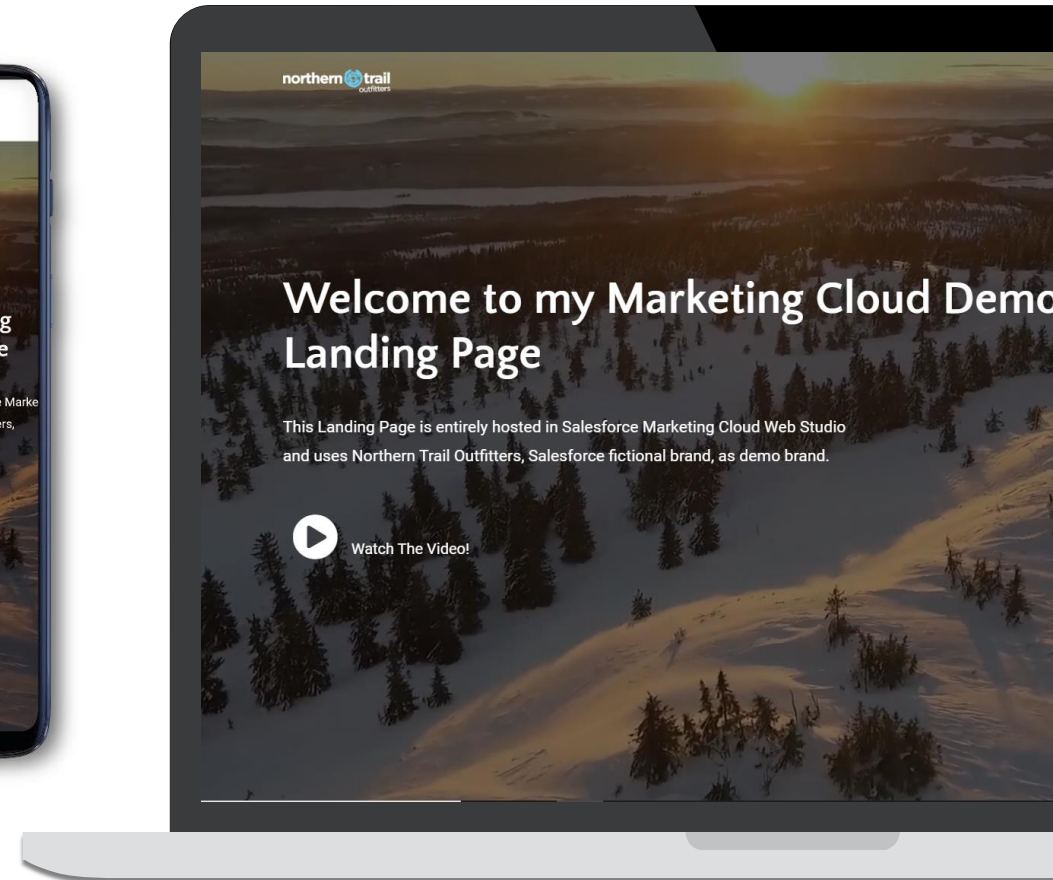 northern trail
outfitters
Welcome to my Marketing Cloud Demo
Landing Page
This Landing Page is entirely hosted in Salesforce Marketing Cloud Web Studio
and uses Northern Trail Outfitters, Salesforce fictional brand, as demo brand.
Watch The Video!